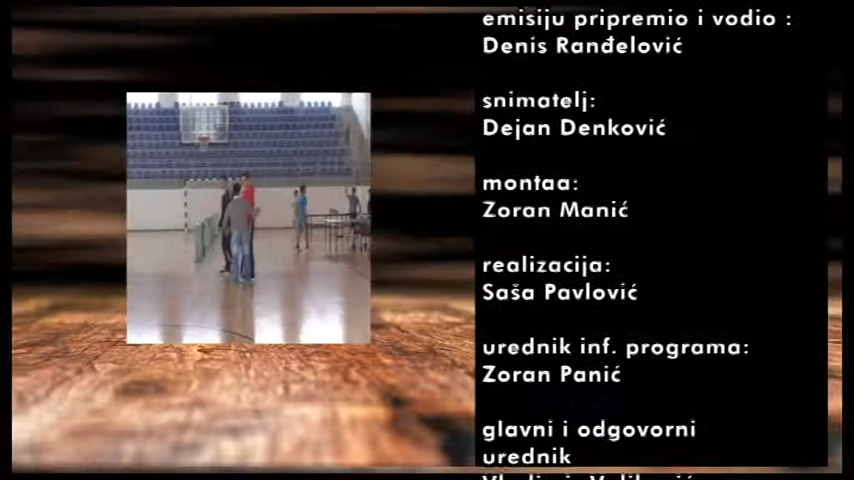 emisiju pripremio i vodio :
Denis Ranđelović
snimatelj:
Dejan Denković
montaa:
Zoran Manić
realizacija:
Saša Pavlović
urednik inf. programa:
Zoran Panić
glavni i odgovorni
urednik